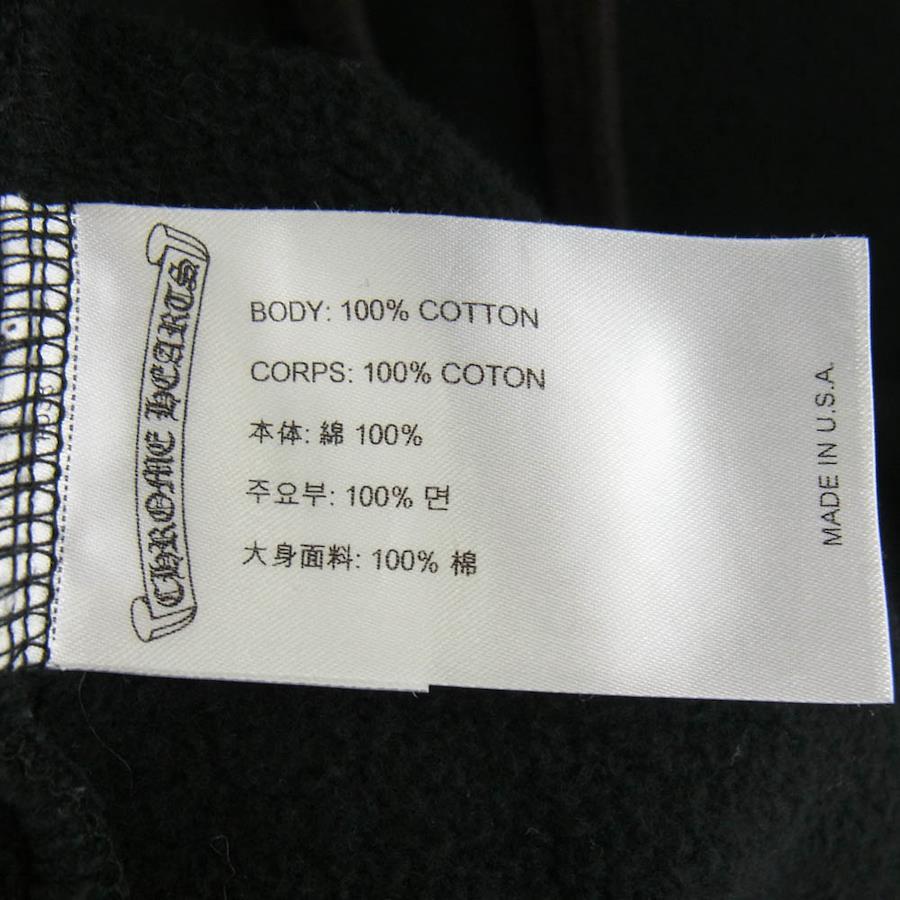 CHROME HEARTS
BODY: 100% COTTON
CORPS: 100% COTON
本体: 綿 100%
주요부: 100% 면
大身面料: 100% 棉
MADE IN U.S.A.